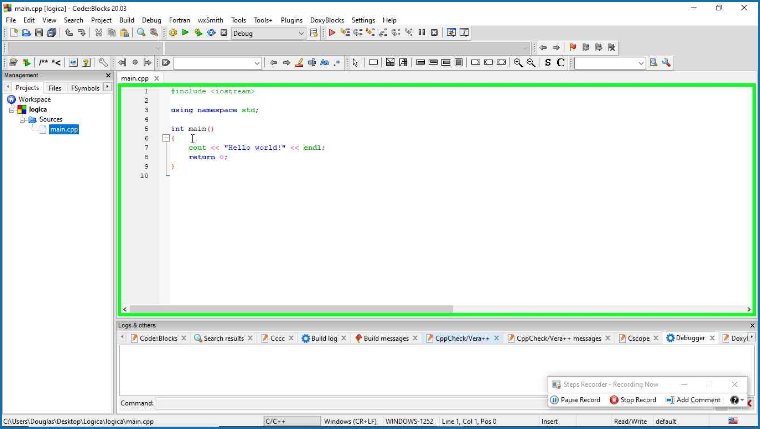 main.cpp [logica] - Code::Blocks 20.03
File Edit View Search Project Build Debug Fortran wxSmith Tools Tools+ Plugins DoxyBlocks Settings Help
Debug
/** *<
S C
Management
Projects Files FSymbols
Workspace
logica
Sources
main.cpp
main.cpp
1 #include <iostream>
2
3 using namespace std;
4
5 int main()
6 {
7 cout << "Hello world!" << endl;
8 return 0;
9 }
10
Logs & others
Code::Blocks Search results Cccc Build log Build messages CppCheck/Vera++ CppCheck/Vera++ messages Cscope Debugger DoxyB
Command:
Steps Recorder - Recording Now
Pause Record Stop Record Add Comment
C:\Users\Douglas\Desktop\Logica\logica\main.cpp C/C++ Windows (CR+LF) WINDOWS-1252 Line 1, Col 1, Pos 0 Insert Read/Write default